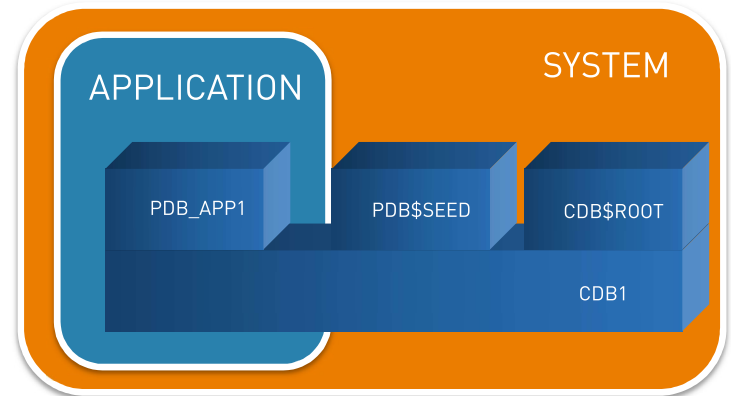 SYSTEM
APPLICATION
PDB_APP1
PDB$SEED
CDB$ROOT
CDB1